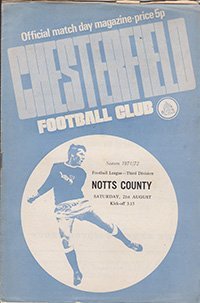 Official match day magazine-price 5p
CHESTERFIELD
FOOTBALL CLUB
Season 1971/72
Football League—Third Division
NOTTS COUNTY
SATURDAY, 21st AUGUST
Kick-off 3.15